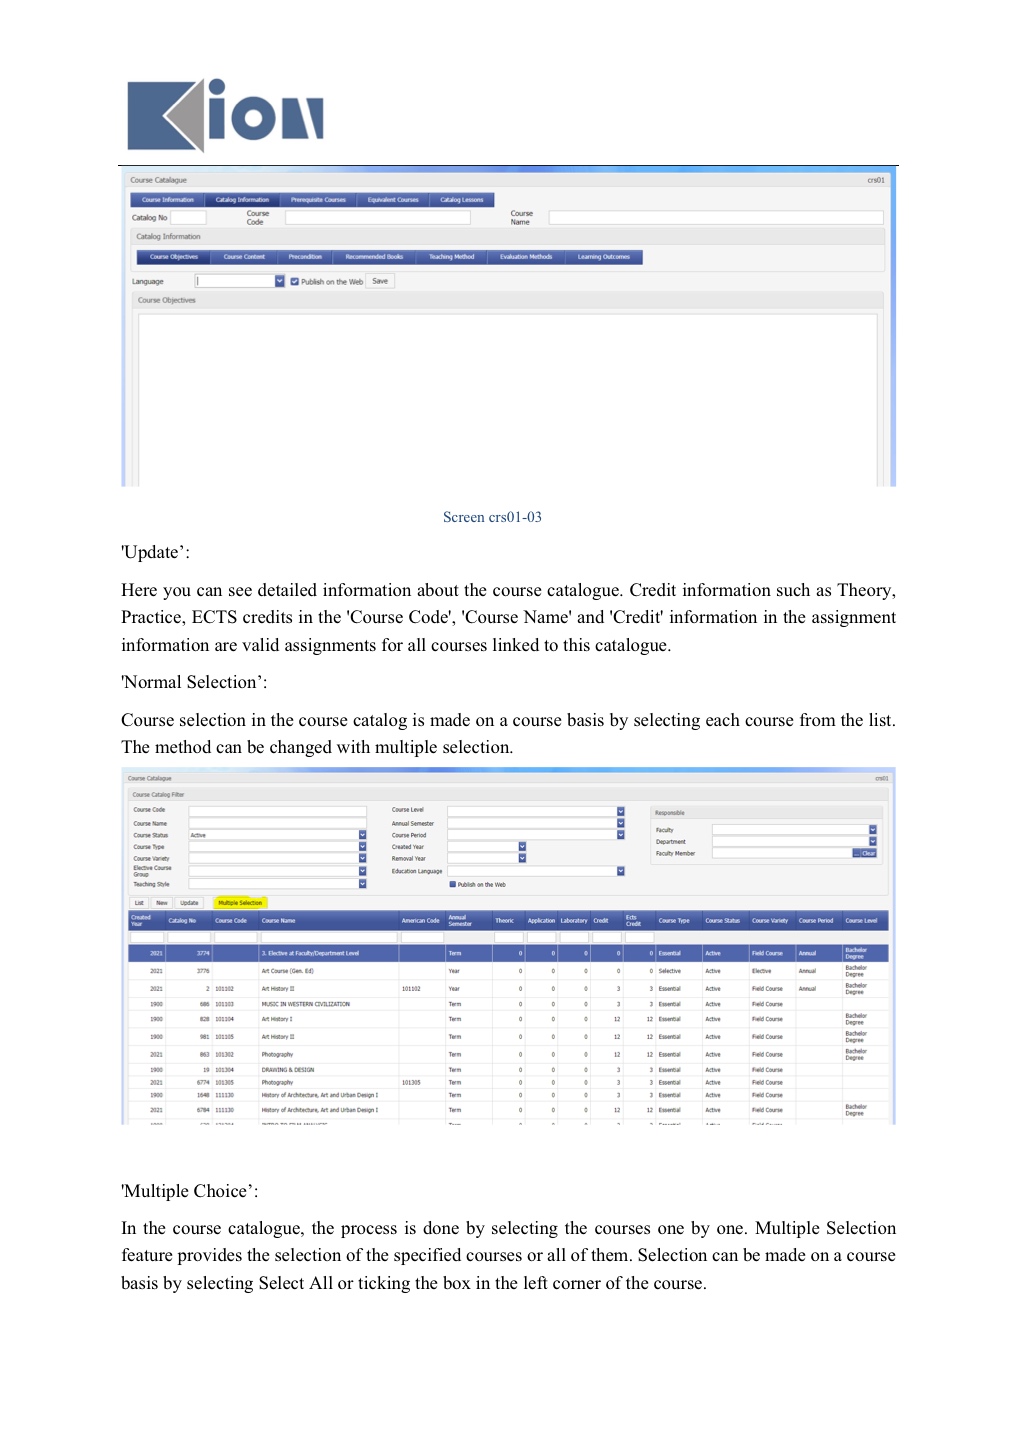 Kion
Course Catalague crs01
Course Information Catalog Information Prerequisite Courses Equivalent Courses Catalog Lessons
Catalog No Course Code Course Name
Catalog Information
Course Objectives Course Content Precondition Recommended Books Teaching Method Evaluation Methods Learning Outcomes
Language Publish on the Web Save
Course Objectives
Screen crs01-03
'Update’:
Here you can see detailed information about the course catalogue. Credit information such as Theory,
Practice, ECTS credits in the 'Course Code', 'Course Name' and 'Credit' information in the assignment
information are valid assignments for all courses linked to this catalogue.
'Normal Selection’:
Course selection in the course catalog is made on a course basis by selecting each course from the list.
The method can be changed with multiple selection.
Course Catalague crs01
Course Catalog Filter
Course Code Course Level Responsible
Course Name Annual Semester Faculty
Course Status Active Course Period Department
Course Type Created Year Faculty Member ... Clear
Course Variety Removal Year
Elective Course Group Education Language
Teaching Style Publish on the Web
List New Update Multiple Selection
Created Year Catalog No Course Code Course Name American Code Annual Semester Theoric Application Laboratory Credit Ects Credit Course Type Course Status Course Variety Course Period Course Level
2021 3774 3. Elective at Faculty/Department Level Term 0 0 0 0 0 Essential Active Field Course Annual Bachelor Degree
2021 3776 Art Course (Gen. Ed) Year 0 0 0 0 0 Selective Active Elective Annual Bachelor Degree
2021 2 101102 Art History II 101102 Year 0 0 0 3 3 Essential Active Field Course Annual Bachelor Degree
1900 686 101103 MUSIC IN WESTERN CIVILIZATION Term 0 0 0 3 3 Essential Active Field Course
1900 828 101104 Art History I Term 0 0 0 12 12 Essential Active Field Course Bachelor Degree
1900 981 101105 Art History II Term 0 0 0 12 12 Essential Active Field Course Bachelor Degree
2021 863 101302 Photography Term 0 0 0 12 12 Essential Active Field Course Bachelor Degree
1900 19 101304 DRAWING & DESIGN Term 0 0 0 3 3 Essential Active Field Course
2021 6774 101305 Photography 101305 Term 0 0 0 3 3 Essential Active Field Course
1900 1648 111130 History of Architecture, Art and Urban Design I Term 0 0 0 3 3 Essential Active Field Course
2021 6784 111130 History of Architecture, Art and Urban Design I Term 0 0 0 12 12 Essential Active Field Course Bachelor Degree
'Multiple Choice’:
In the course catalogue, the process is done by selecting the courses one by one. Multiple Selection
feature provides the selection of the specified courses or all of them. Selection can be made on a course
basis by selecting Select All or ticking the box in the left corner of the course.